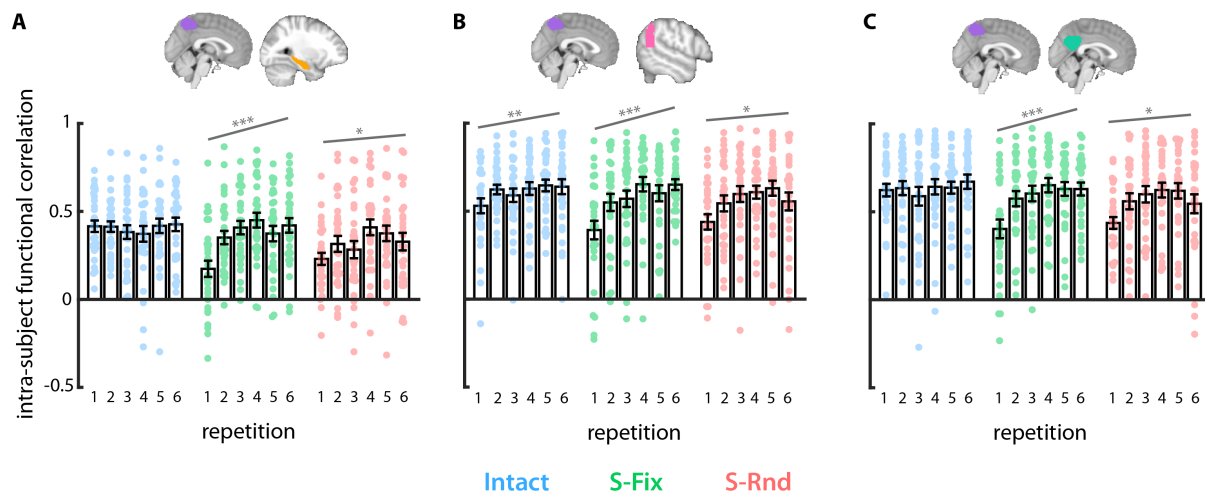 A B C
*** * ** *** * *** *
intra-subject functional correlation
1
0.5
0
-0.5
1 2 3 4 5 6 1 2 3 4 5 6 1 2 3 4 5 6 1 2 3 4 5 6 1 2 3 4 5 6 1 2 3 4 5 6 1 2 3 4 5 6 1 2 3 4 5 6 1 2 3 4 5 6
repetition repetition repetition
Intact S-Fix S-Rnd